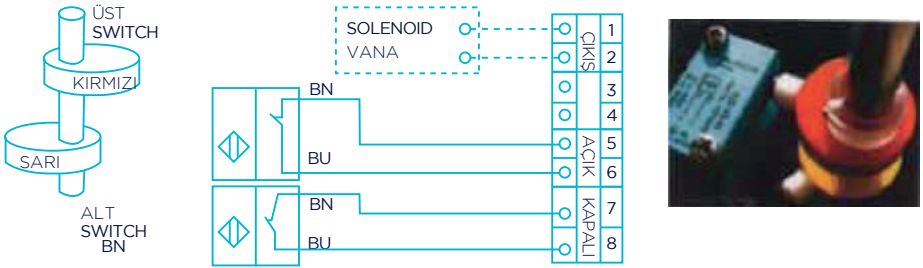 ÜST
SWITCH
KIRMIZI
SARI
ALT
SWITCH
BN
SOLENOID
VANA
BN
BU
BN
BU
ÇIKIŞ
AÇIK
KAPALI
1
2
3
4
5
6
7
8